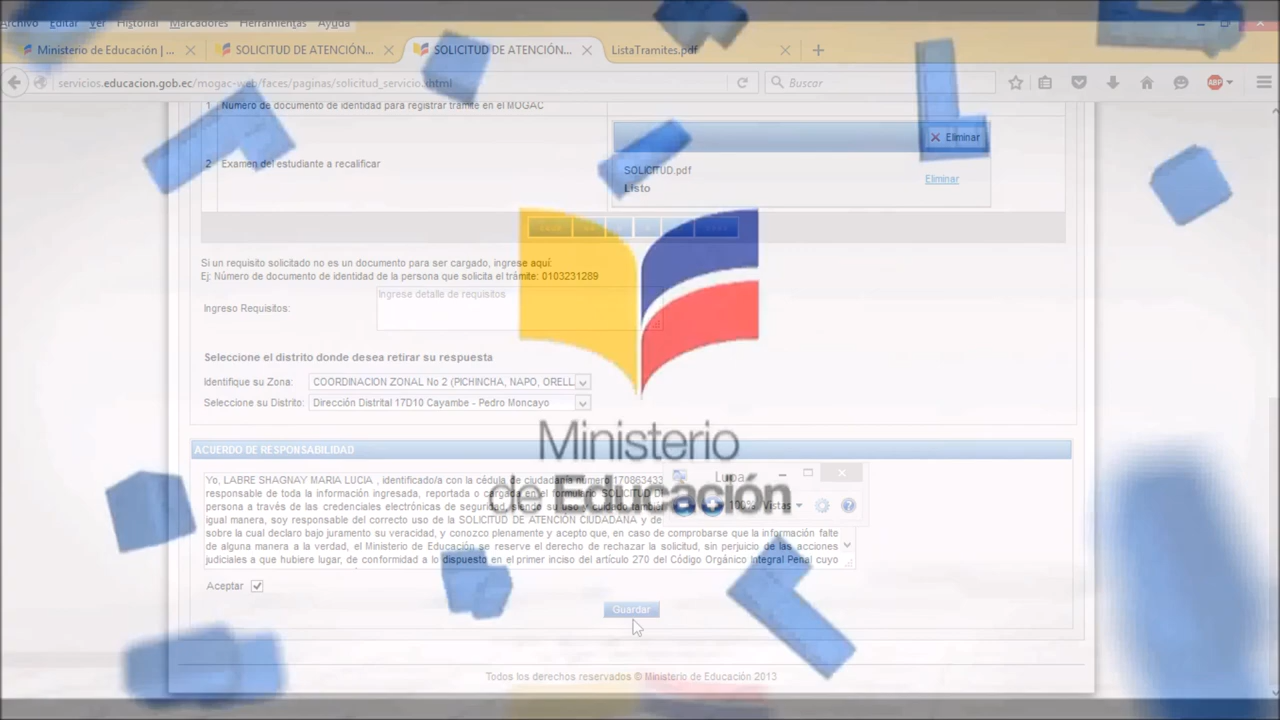 Archivo Editar Ver Historial Marcadores Herramientas Ayuda
Ministerio de Educación | ...
SOLICITUD DE ATENCIÓN...
SOLICITUD DE ATENCIÓN...
ListaTramites.pdf
servicios.educacion.gob.ec/mogac-web/faces/paginas/solicitud_servicio.xhtml
Buscar
ABP
1 Número de documento de identidad para registrar trámite en el MOGAC
Eliminar
2 Examen del estudiante a recalificar
SOLICITUD.pdf
Eliminar
Listo
Si un requisito solicitado no es un documento para ser cargado, ingrese aquí:
Ej: Número de documento de identidad de la persona que solicita el trámite: 0103231289
Ingrese detalle de requisitos
Ingreso Requisitos:
Seleccione el distrito donde desea retirar su respuesta
Identifique su Zona: COORDINACION ZONAL No 2 (PICHINCHA, NAPO, ORELL
Seleccione su Distrito: Dirección Distrital 17D10 Cayambe - Pedro Moncayo
Ministerio
de Educación
ACUERDO DE RESPONSABILIDAD
Lupa
100% Vistas
Yo, LABRE SHAGNAY MARIA LUCIA , identificado/a con la cédula de ciudadanía número 170863433
responsable de toda la información ingresada, reportada o cargada en el formulario SOLICITUD DE
persona a través de las credenciales electrónicas de seguridad, siendo su uso y cuidado también
igual manera, soy responsable del correcto uso de la SOLICITUD DE ATENCIÓN CIUDADANA y de
sobre la cual declaro bajo juramento su veracidad, y conozco plenamente y acepto que, en caso de comprobarse que la información falte
de alguna manera a la verdad, el Ministerio de Educación se reserve el derecho de rechazar la solicitud, sin perjuicio de las acciones
judiciales a que hubiere lugar, de conformidad a lo dispuesto en el primer inciso del artículo 270 del Código Orgánico Integral Penal cuyo
Aceptar
Guardar
Todos los derechos reservados © Ministerio de Educación 2013